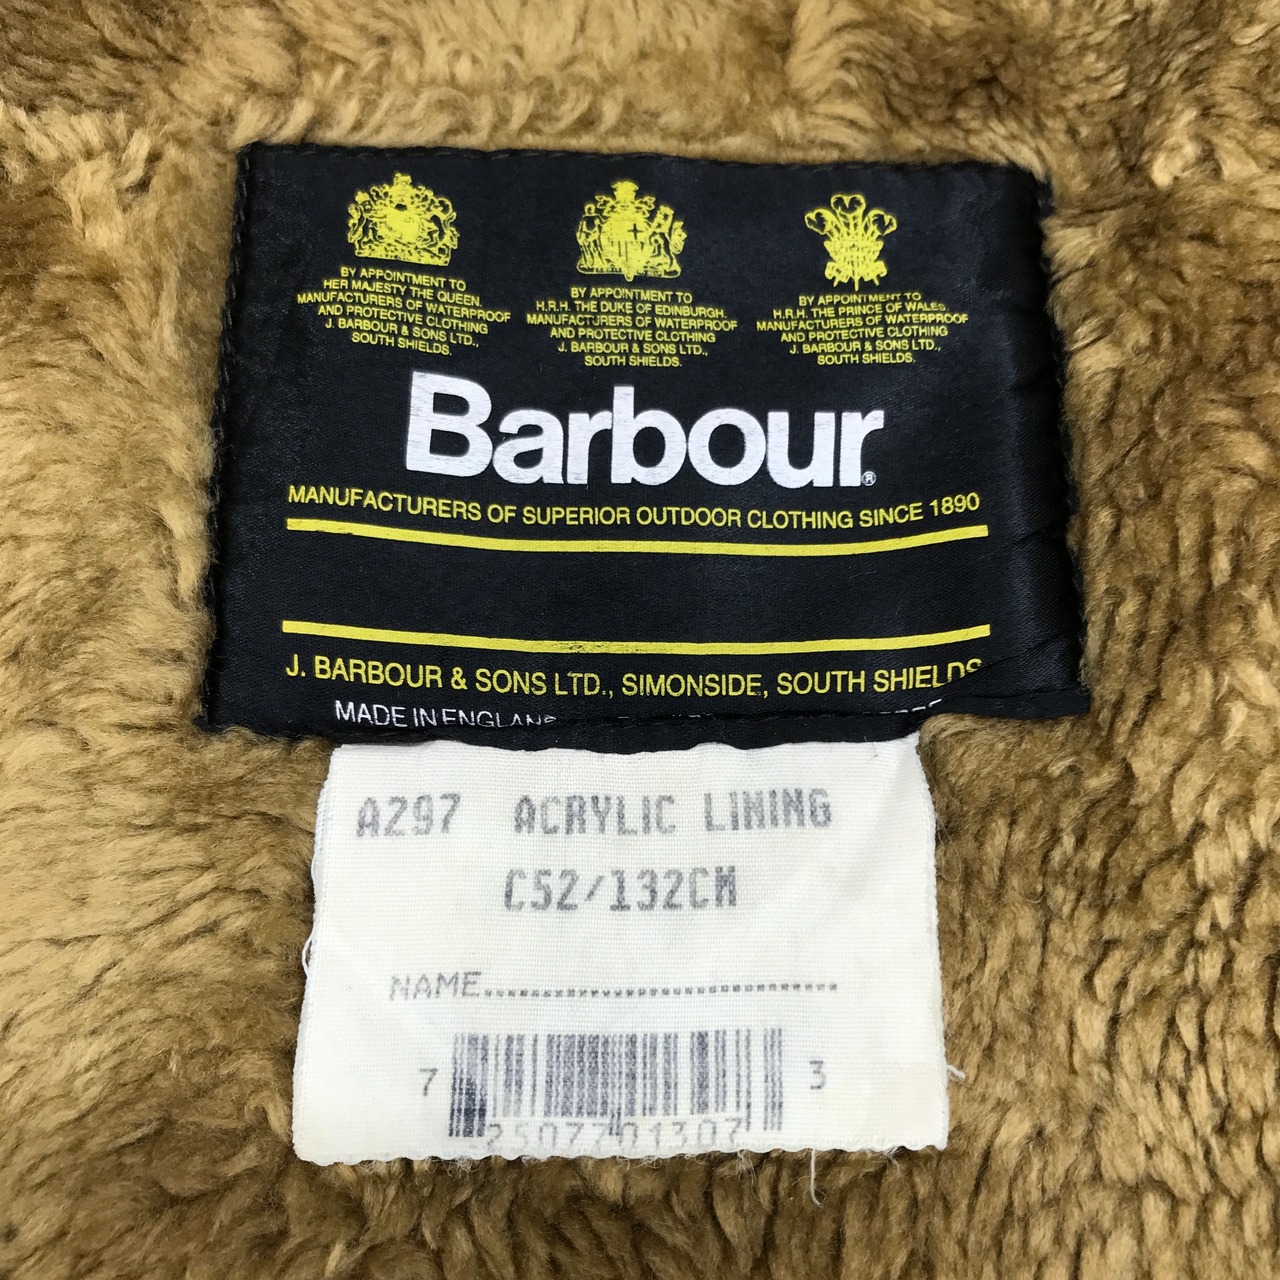 BY APPOINTMENT TO
HER MAJESTY THE QUEEN.
MANUFACTURERS OF WATERPROOF
AND PROTECTIVE CLOTHING
J. BARBOUR & SONS LTD.,
SOUTH SHIELDS.
BY APPOINTMENT TO
H.R.H. THE DUKE OF EDINBURGH.
MANUFACTURERS OF WATERPROOF
AND PROTECTIVE CLOTHING
J. BARBOUR & SONS LTD.,
SOUTH SHIELDS.
BY APPOINTMENT TO
H.R.H. THE PRINCE OF WALES
MANUFACTURERS OF WATERPROOF
AND PROTECTIVE CLOTHING
J. BARBOUR & SONS LTD.,
SOUTH SHIELDS.
Barbour®
MANUFACTURERS OF SUPERIOR OUTDOOR CLOTHING SINCE 1890
J. BARBOUR & SONS LTD., SIMONSIDE, SOUTH SHIELDS
MADE IN ENGLAND
A297 ACRYLIC LINING
C52/132CM
NAME................................
7 3
2507701307